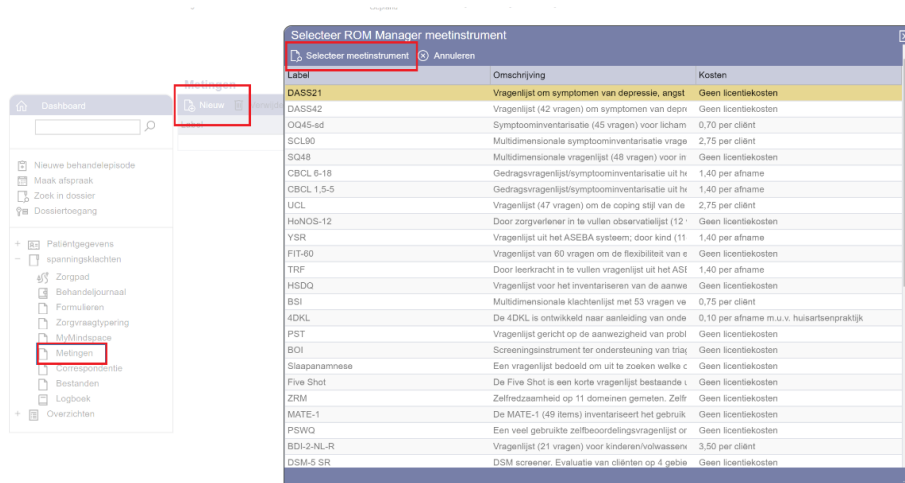 Selecteer ROM Manager meetinstrument
Selecteer meetinstrument Annuleren
Label Omschrijving Kosten
DASS21 Vragenlijst om symptomen van depressie, angst Geen licentiekosten
DASS42 Vragenlijst (42 vragen) om symptomen van depre Geen licentiekosten
OQ45-sd Symptoominventarisatie (45 vragen) voor licham 0,70 per cliënt
SCL90 Multidimensionale symptoominventarisatie vrage 2,75 per cliënt
SQ48 Multidimensionale vragenlijst (48 vragen) voor in Geen licentiekosten
CBCL 6-18 Gedragsvragenlijst/symptoominventarisatie uit he 1,40 per afname
CBCL 1,5-5 Gedragsvragenlijst/symptoominventarisatie uit he 1,40 per afname
UCL Vragenlijst (47 vragen) om de coping stijl van de 2,75 per cliënt
HoNOS-12 Door zorgverlener in te vullen observatielijst (12 Geen licentiekosten
YSR Vragenlijst uit het ASEBA systeem; door kind (11 1,40 per afname
FIT-60 Vragenlijst van 60 vragen om de flexibiliteit van e Geen licentiekosten
TRF Door leerkracht in te vullen vragenlijst uit het ASE 1,40 per afname
HSDQ Vragenlijst voor het inventariseren van de aanwe Geen licentiekosten
BSI Multidimensionale klachtenlijst met 53 vragen ve 0,75 per cliënt
4DKL De 4DKL is ontwikkeld naar aanleiding van onde 0,10 per afname m.u.v. huisartsenpraktijk
PST Vragenlijst gericht op de aanwezigheid van probl Geen licentiekosten
BOI Screeningsinstrument ter ondersteuning van triag Geen licentiekosten
Slaapanamnese Een vragenlijst bedoeld om uit te zoeken welke c Geen licentiekosten
Five Shot De Five Shot is een korte vragenlijst bestaande u Geen licentiekosten
ZRM Zelfredzaamheid op 11 domeinen gemeten. Zelfr Geen licentiekosten
MATE-1 De MATE-1 (49 items) inventariseert het gebruik Geen licentiekosten
PSWQ Een veel gebruikte zelfbeoordelingsvragenlijst or Geen licentiekosten
BDI-2-NL-R Vragenlijst (21 vragen) voor kinderen/volwassene 3,50 per cliënt
DSM-5 SR DSM screener. Evaluatie van cliënten op 4 gebie Geen licentiekosten
Metingen
Nieuw
Label
Dashboard
Nieuwe behandelepisode
Maak afspraak
Zoek in dossier
Dossiertoegang
Patiëntgegevens
spanningsklachten
Zorgpad
Behandeljournaal
Formulieren
Zorgvraagtypering
MyMindspace
Metingen
Correspondentie
Bestanden
Logboek
Overzichten